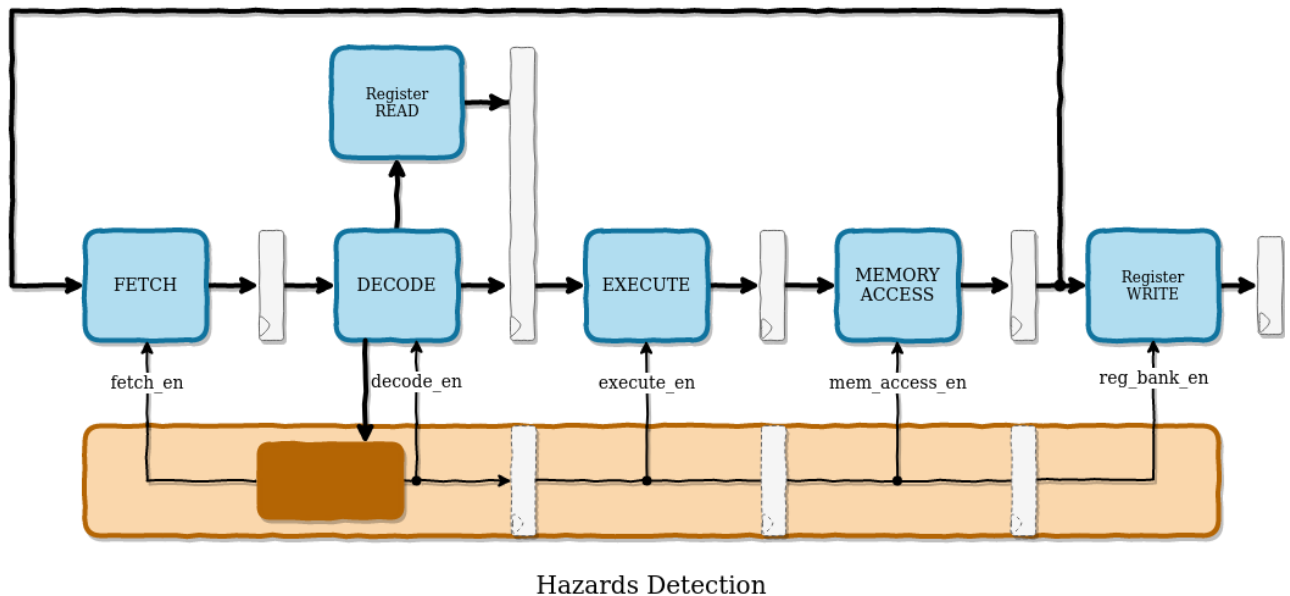 Register
READ
FETCH
DECODE
EXECUTE
MEMORY
ACCESS
Register
WRITE
fetch_en
decode_en
execute_en
mem_access_en
reg_bank_en
Hazards Detection